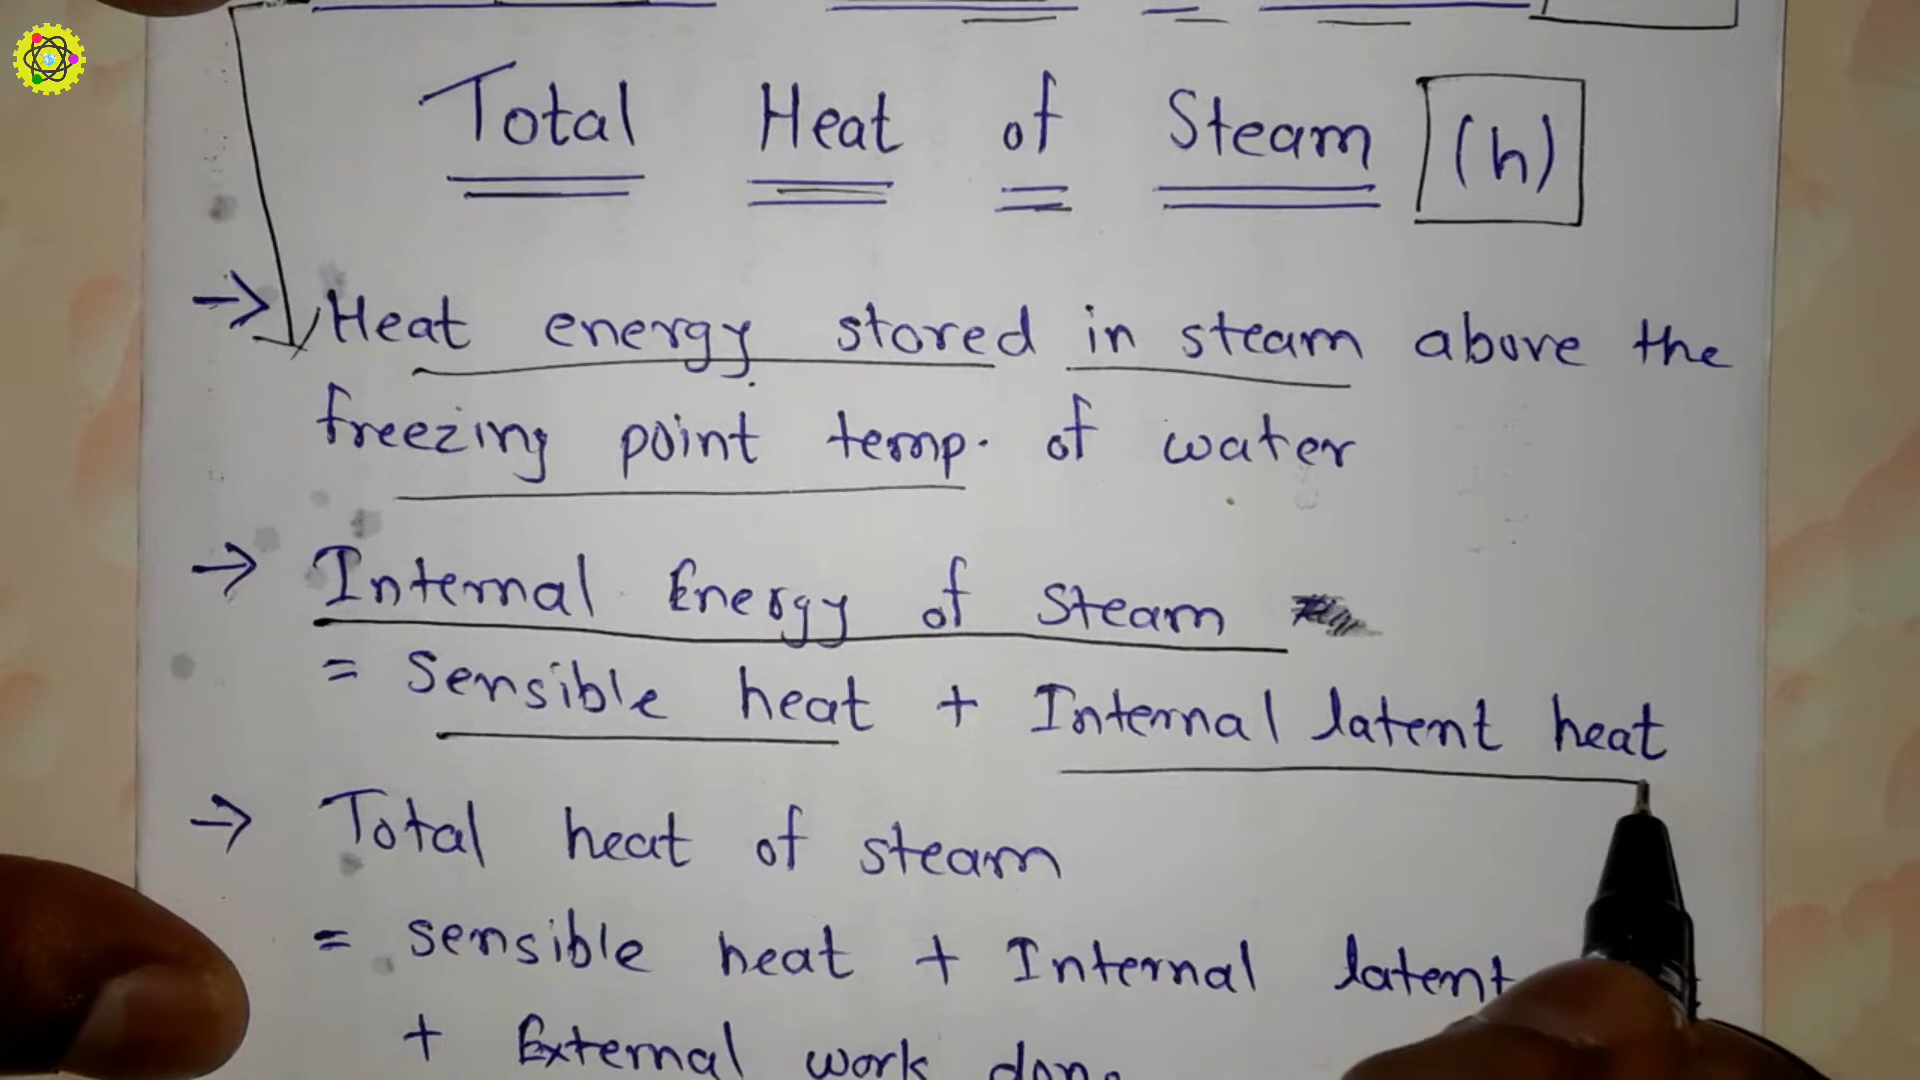 Total Heat of Steam (h)
→ Heat energy stored in steam above the
freezing point temp. of water
→ Internal Energy of steam
= sensible heat + Internal latent heat
→ Total heat of steam
= sensible heat + Internal latent
+ External work done